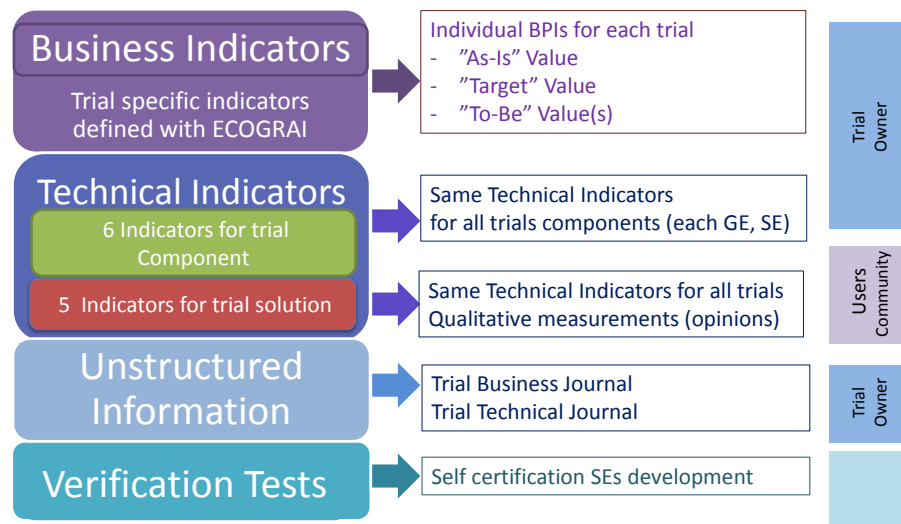 Business Indicators
Trial specific indicators
defined with ECOGRAI
Individual BPIs for each trial
- ”As-Is” Value
- ”Target” Value
- ”To-Be” Value(s)
Trial
Owner
Technical Indicators
6 Indicators for trial
Component
Same Technical Indicators
for all trials components (each GE, SE)
5 Indicators for trial solution
Same Technical Indicators for all trials
Qualitative measurements (opinions)
Users
Community
Unstructured
Information
Trial Business Journal
Trial Technical Journal
Trial
Owner
Verification Tests
Self certification SEs development